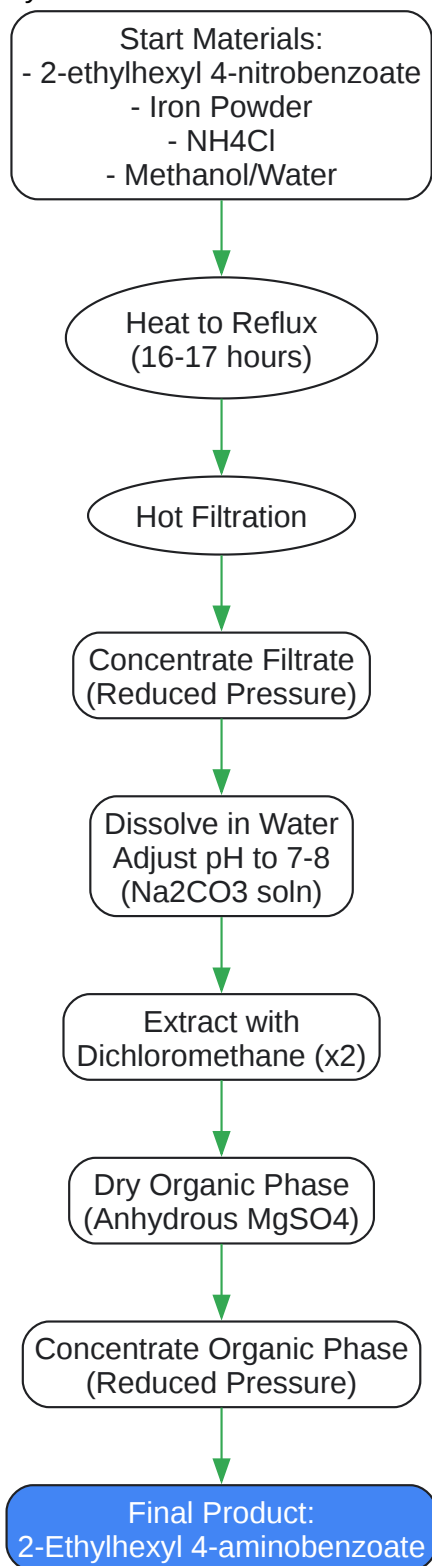 Start Materials:
- 2-ethylhexyl 4-nitrobenzoate
- Iron Powder
- NH4Cl
- Methanol/Water
Heat to Reflux
(16-17 hours)
Hot Filtration
Concentrate Filtrate
(Reduced Pressure)
Dissolve in Water
Adjust pH to 7-8
(Na2CO3 soln)
Extract with
Dichloromethane (x2)
Dry Organic Phase
(Anhydrous MgSO4)
Concentrate Organic Phase
(Reduced Pressure)
Final Product:
2-Ethylhexyl 4-aminobenzoate